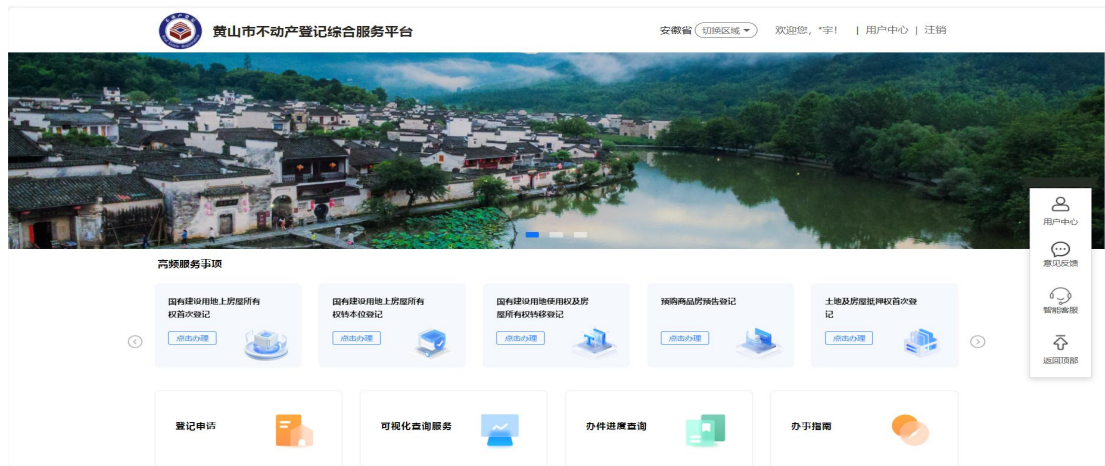 黄山市不动产登记综合服务平台
安徽省 切换区域 欢迎您, *宇! | 用户中心 | 注销
用户中心
意见反馈
智能客服
返回顶部
高频服务事项
国有建设用地上房屋所有
权首次登记
点击办理
国有建设用地上房屋所有
权转本位登记
点击办理
国有建设用地使用权及房
屋所有权转移登记
点击办理
预购商品房预告登记
点击办理
土地及房屋抵押权首次登
记
点击办理
登记申请
可视化查询服务
办件进度查询
办事指南